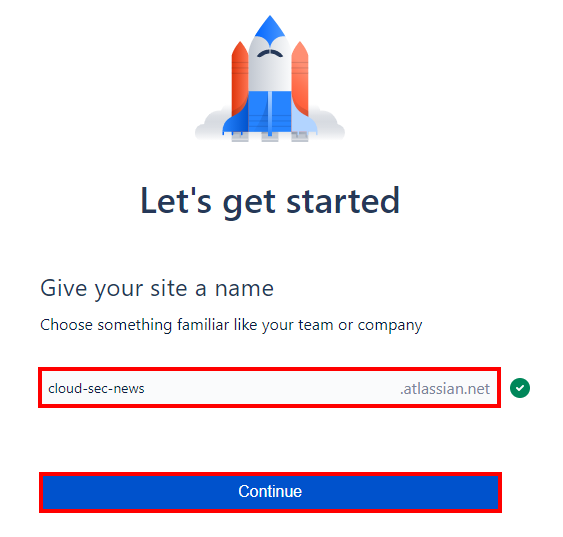 Let's get started
Give your site a name
Choose something familiar like your team or company
cloud-sec-news .atlassian.net
Continue